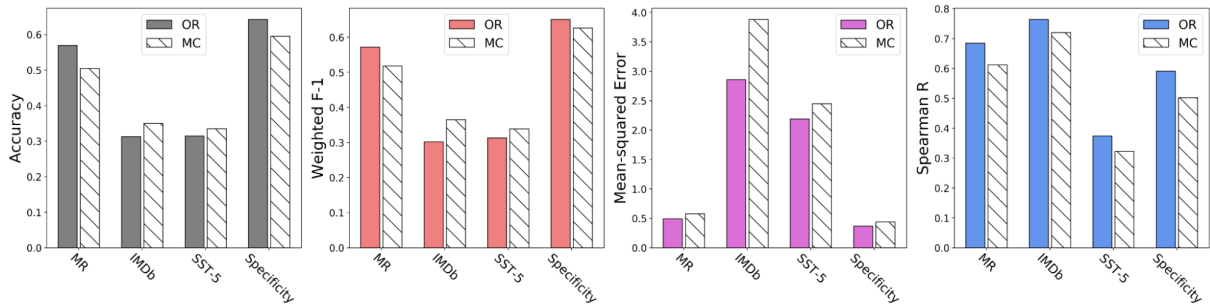 Accuracy
0.6
0.5
0.4
0.3
0.2
0.1
0.0
OR
MC
MR
IMDb
SST-5
Specificity
Weighted F-1
0.6
0.5
0.4
0.3
0.2
0.1
0.0
OR
MC
MR
IMDb
SST-5
Specificity
Mean-squared Error
4.0
3.5
3.0
2.5
2.0
1.5
1.0
0.5
0.0
OR
MC
MR
IMDb
SST-5
Specificity
Spearman R
0.8
0.7
0.6
0.5
0.4
0.3
0.2
0.1
0.0
OR
MC
MR
IMDb
SST-5
Specificity